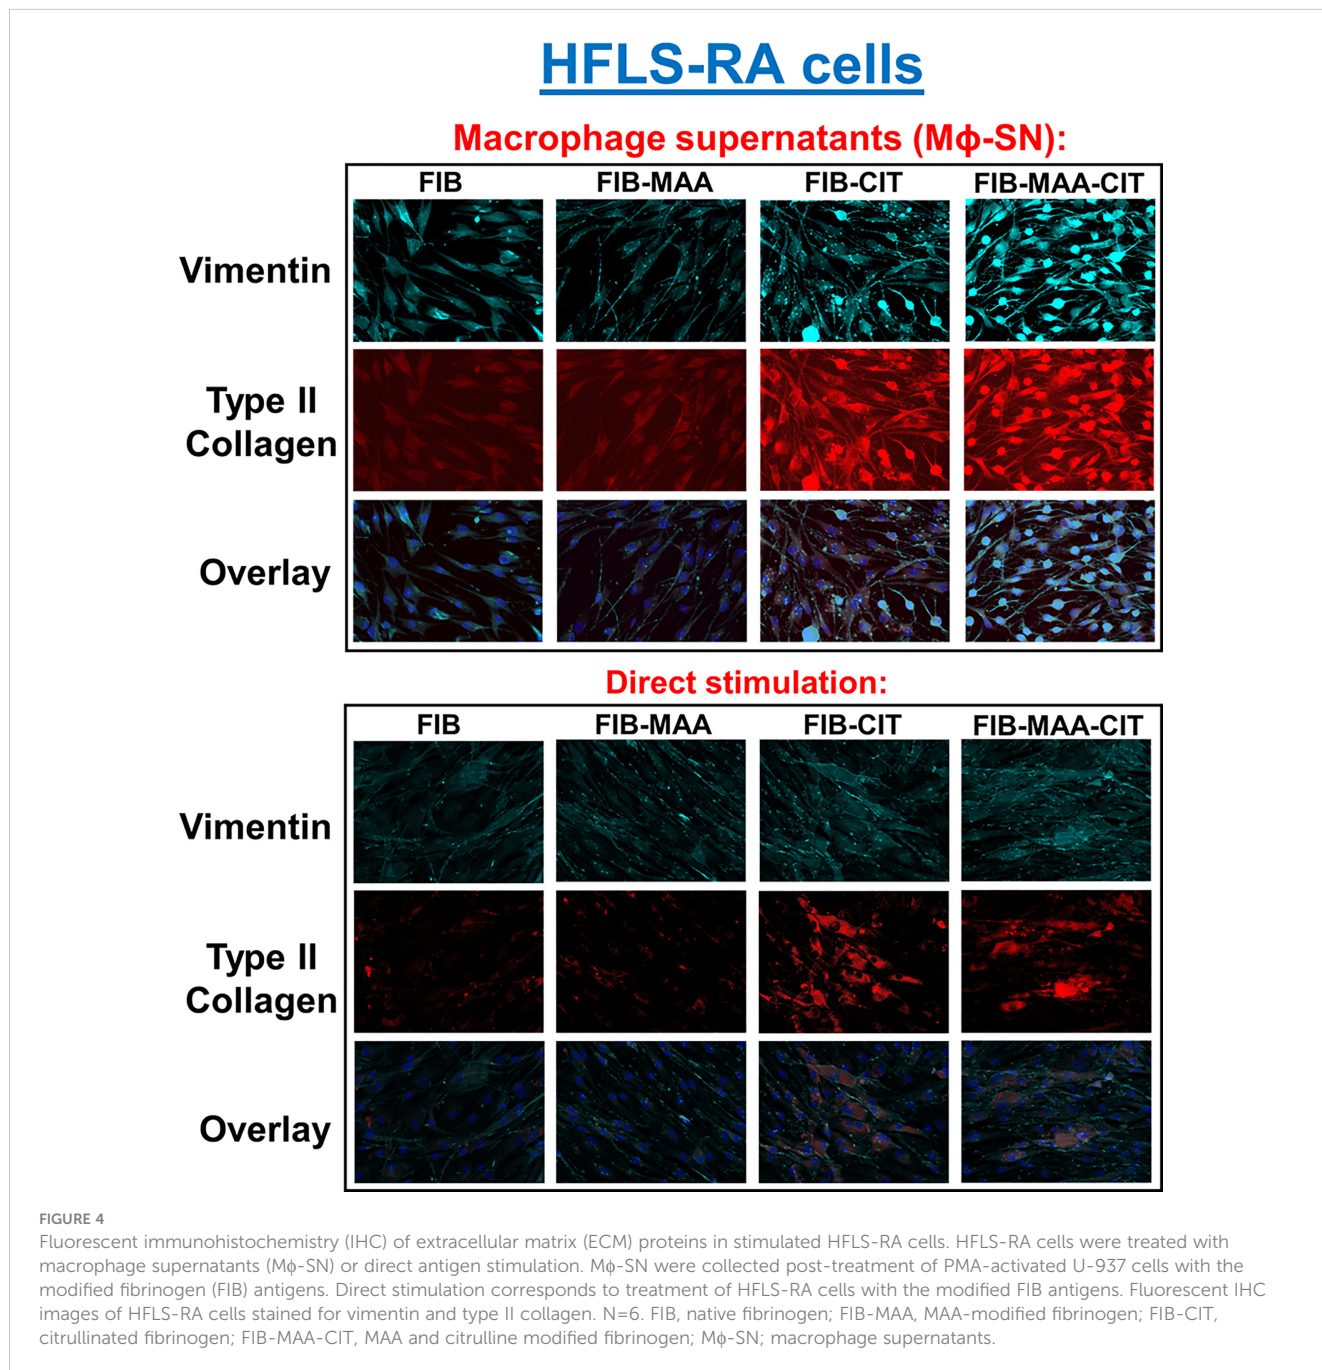 HFLS-RA cells
Macrophage supernatants (Mϕ-SN):
FIB FIB-MAA FIB-CIT FIB-MAA-CIT
Vimentin
Type II
Collagen
Overlay
Direct stimulation:
FIB FIB-MAA FIB-CIT FIB-MAA-CIT
Vimentin
Type II
Collagen
Overlay
FIGURE 4
Fluorescent immunohistochemistry (IHC) of extracellular matrix (ECM) proteins in stimulated HFLS-RA cells. HFLS-RA cells were treated with
macrophage supernatants (Mϕ-SN) or direct antigen stimulation. Mϕ-SN were collected post-treatment of PMA-activated U-937 cells with the
modified fibrinogen (FIB) antigens. Direct stimulation corresponds to treatment of HFLS-RA cells with the modified FIB antigens. Fluorescent IHC
images of HFLS-RA cells stained for vimentin and type II collagen. N=6. FIB, native fibrinogen; FIB-MAA, MAA-modified fibrinogen; FIB-CIT,
citrullinated fibrinogen; FIB-MAA-CIT, MAA and citrulline modified fibrinogen; Mϕ-SN; macrophage supernatants.